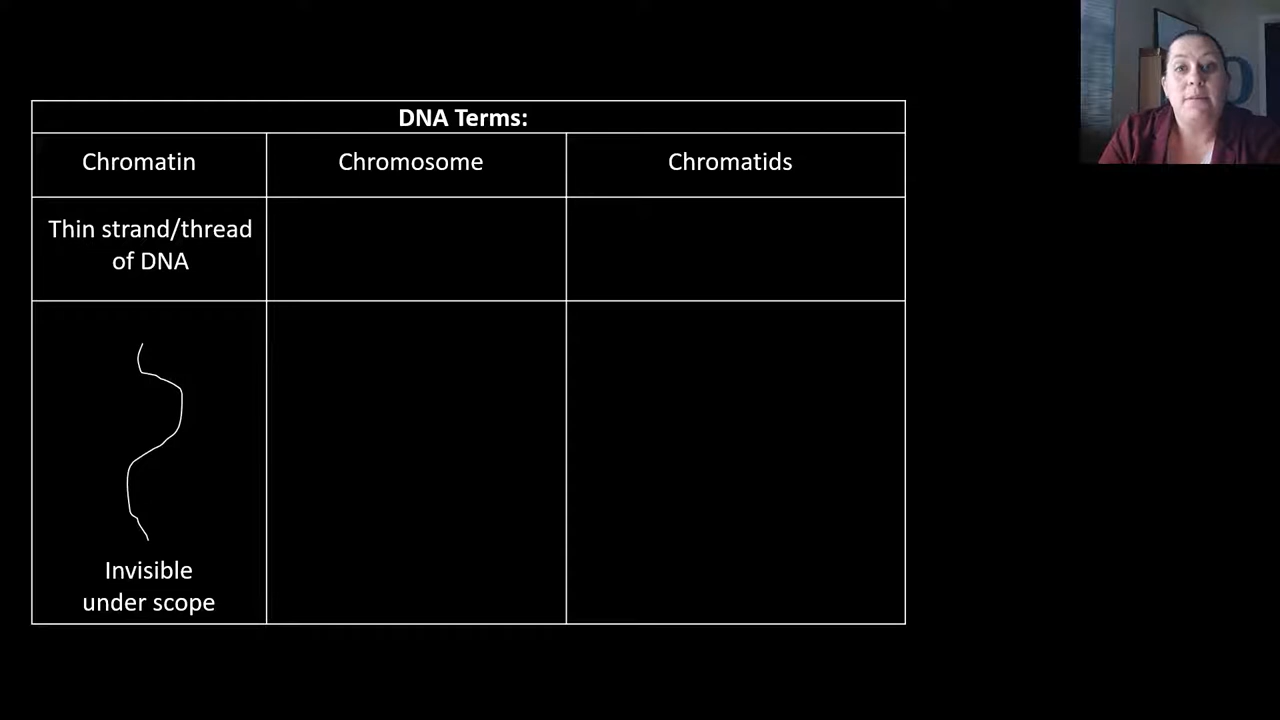 DNA Terms:
Chromatin
Chromosome
Chromatids
Thin strand/thread
of DNA
Invisible
under scope